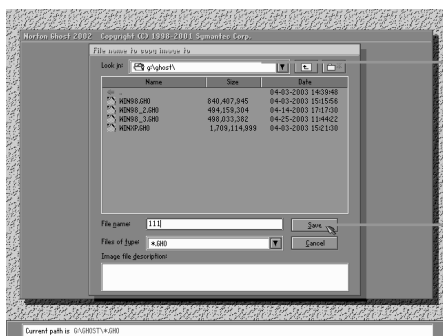 Norton Ghost 2002   Copyright (C) 1998-2001 Symantec Corp.
File name to copy image to
Look in: g:\ghost\
Name Size Date
.. 04-03-2003 14:39:48
WIN98.GHO 840,407,945 04-03-2003 15:15:58
WIN98_2.GHO 494,159,304 04-14-2003 17:17:38
WIN98_3.GHO 498,033,382 04-25-2003 11:44:22
WINXP.GHO 1,709,114,999 04-03-2003 15:21:30
File name: 111
Save
Files of type: *.GHO
Cancel
Image file description:
Current path is G:\GHOST\*.GHO